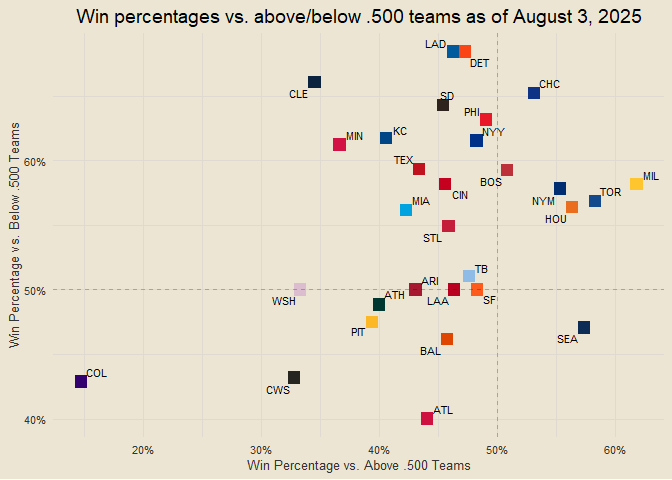 Win percentages vs. above/below .500 teams as of August 3, 2025
LAD
DET
CLE
CHC
SD
PHI
MIN
KC
NYY
60%
TEX
BOS
MIL
CIN
TOR
MIA
NYM
HOU
STL
TB
50%
WSH
ARI
ATH
LAA
SF
PIT
SEA
BAL
COL
CWS
ATL
40%
20%
30%
40%
50%
60%
Win Percentage vs. Above .500 Teams
Win Percentage vs. Below .500 Teams